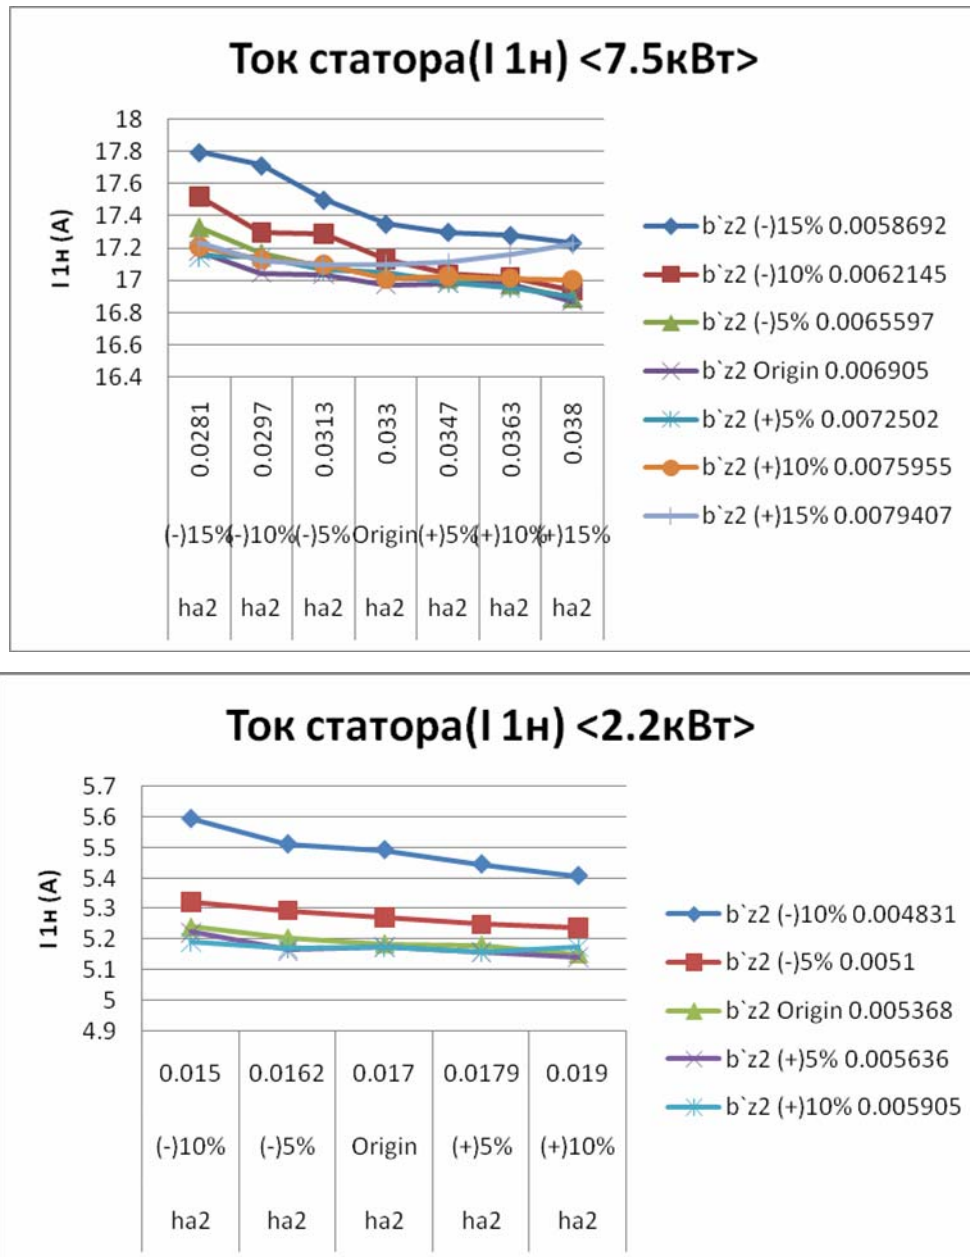 Ток статора(I 1н) <7.5кВт>
18
17.8
17.6
17.4
17.2
17
16.8
16.6
16.4
I 1н (А)
0.0281 0.0297 0.0313 0.033 0.0347 0.0363 0.038
(-)15% (-)10% (-)5% Origin (+)5% (+)10% (+)15%
ha2 ha2 ha2 ha2 ha2 ha2 ha2
b`z2 (-)15% 0.0058692
b`z2 (-)10% 0.0062145
b`z2 (-)5% 0.0065597
b`z2 Origin 0.006905
b`z2 (+)5% 0.0072502
b`z2 (+)10% 0.0075955
b`z2 (+)15% 0.0079407
Ток статора(I 1н) <2.2кВт>
5.7
5.6
5.5
5.4
5.3
5.2
5.1
5
4.9
I 1н (А)
0.015 0.0162 0.017 0.0179 0.019
(-)10% (-)5% Origin (+)5% (+)10%
ha2 ha2 ha2 ha2 ha2
b`z2 (-)10% 0.004831
b`z2 (-)5% 0.0051
b`z2 Origin 0.005368
b`z2 (+)5% 0.005636
b`z2 (+)10% 0.005905